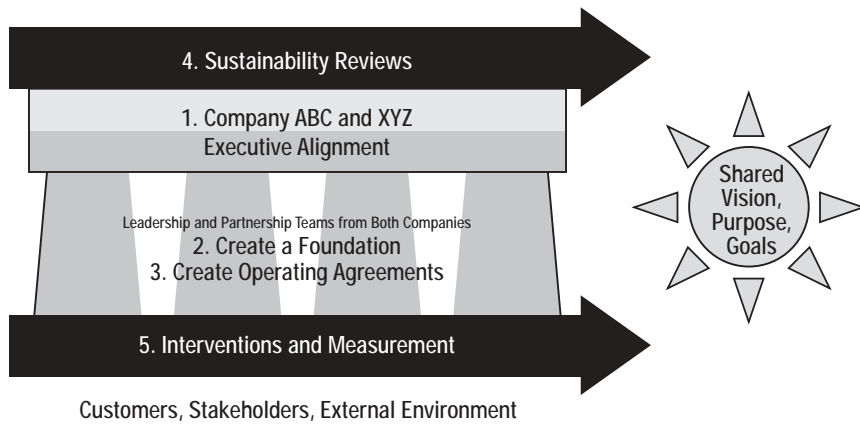 4. Sustainability Reviews
1. Company ABC and XYZ
Executive Alignment
Leadership and Partnership Teams from Both Companies
2. Create a Foundation
3. Create Operating Agreements
5. Interventions and Measurement
Customers, Stakeholders, External Environment
Shared
Vision,
Purpose,
Goals